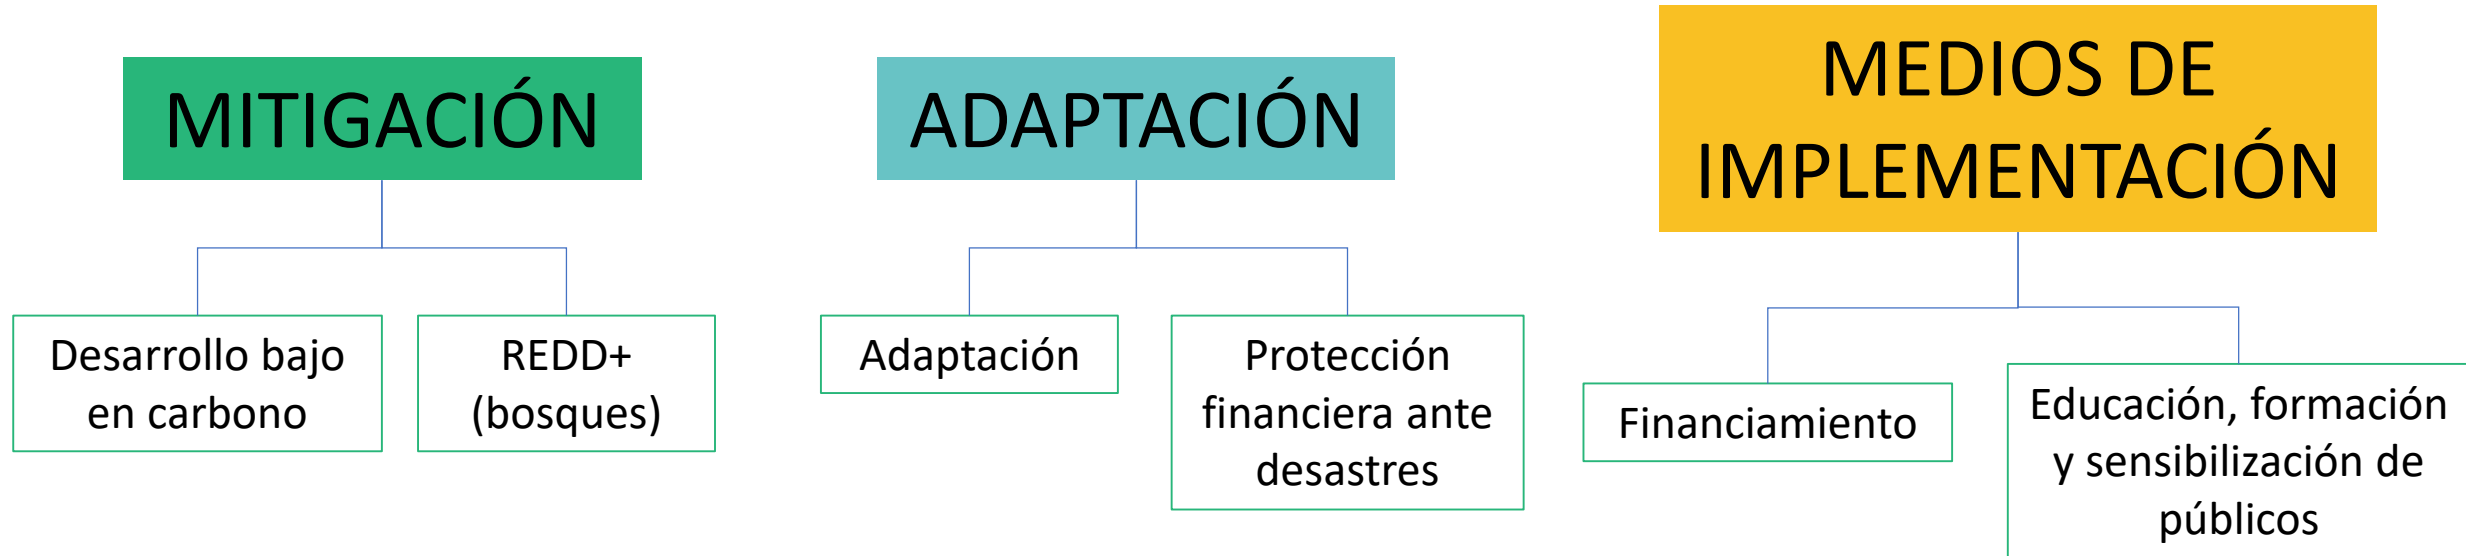 MITIGACIÓN
Desarrollo bajo
en carbono
REDD+
(bosques)
ADAPTACIÓN
Adaptación
Protección
financiera ante
desastres
MEDIOS DE
IMPLEMENTACIÓN
Financiamiento
Educación, formación
y sensibilización de
públicos